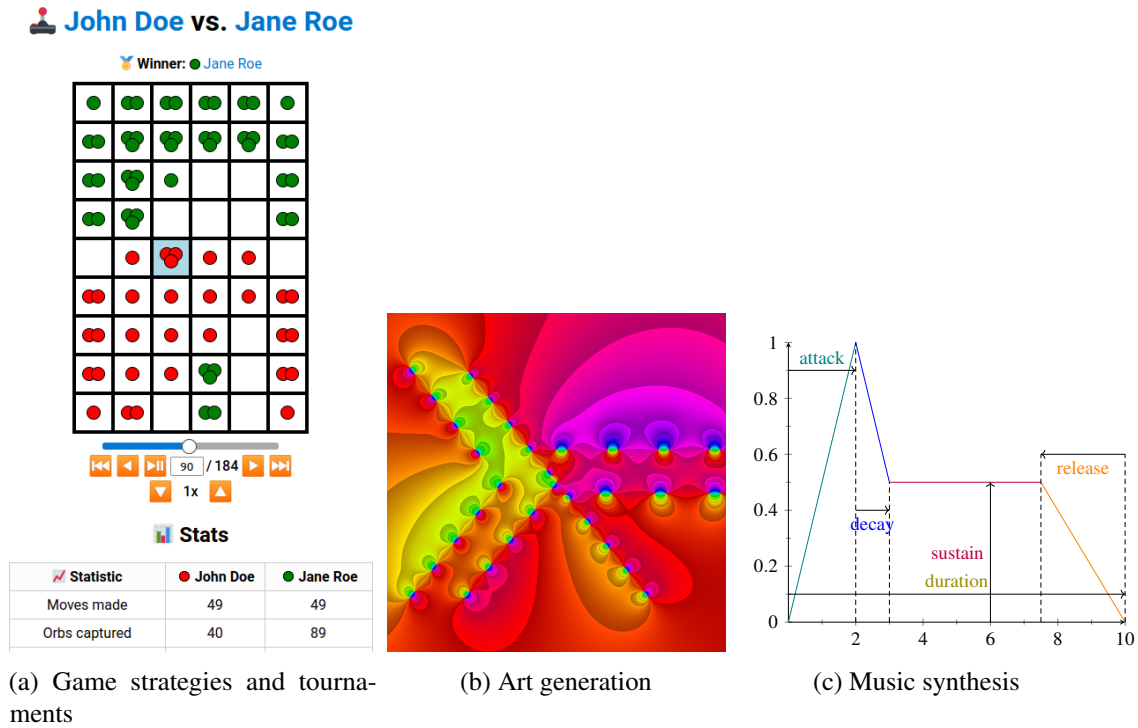 John Doe vs. Jane Roe
Winner: Jane Roe
90 / 184
1x
Stats
Statistic John Doe Jane Roe
Moves made 49 49
Orbs captured 40 89
(a) Game strategies and tourna-
ments
(b) Art generation
1
attack
0.8
0.6
release
0.4
decay
sustain
0.2
duration
0
2 4 6 8 10
(c) Music synthesis